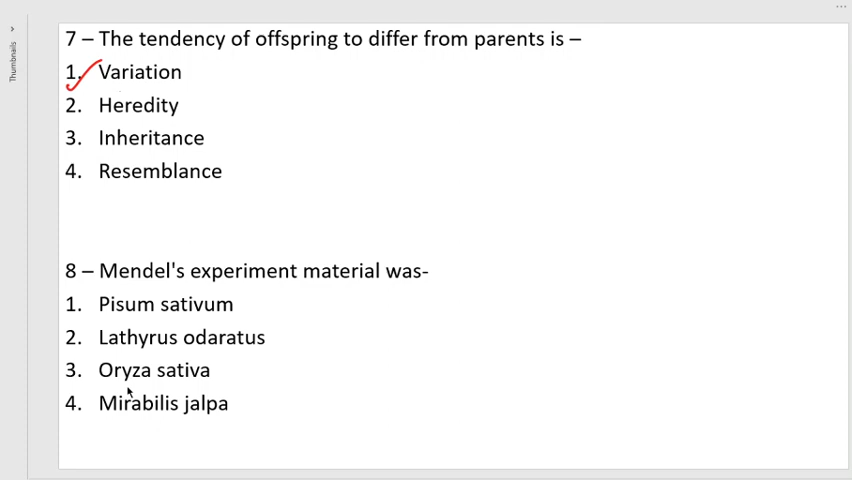 Thumbnails
7 – The tendency of offspring to differ from parents is –
1. Variation
2. Heredity
3. Inheritance
4. Resemblance
8 – Mendel's experiment material was-
1. Pisum sativum
2. Lathyrus odaratus
3. Oryza sativa
4. Mirabilis jalpa